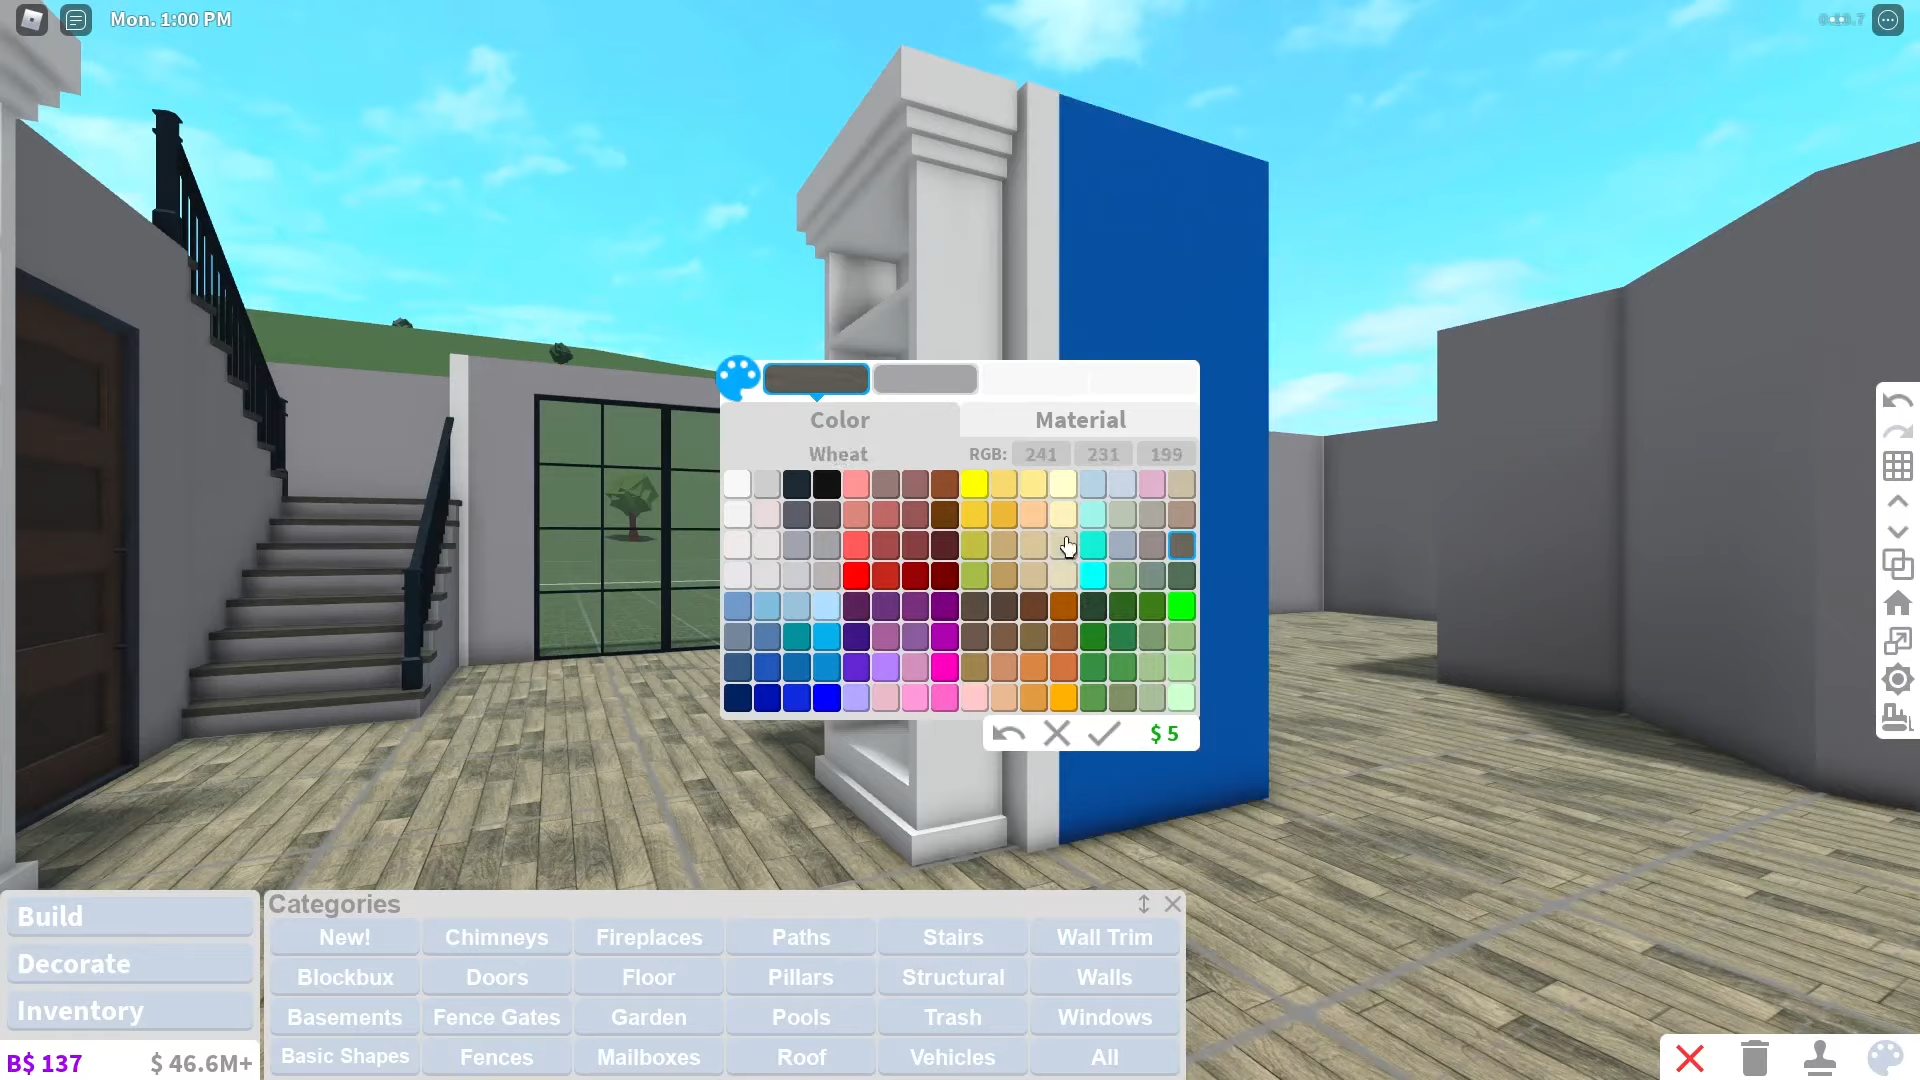 Mon. 1:00 PM
Color
Material
Wheat
RGB: 241 231 199
$ 5
Build
Decorate
Inventory
B$ 137
$ 46.6M+
Categories
New! Chimneys Fireplaces Paths Stairs Wall Trim
Blockbux Doors Floor Pillars Structural Walls
Basements Fence Gates Garden Pools Trash Windows
Basic Shapes Fences Mailboxes Roof Vehicles All